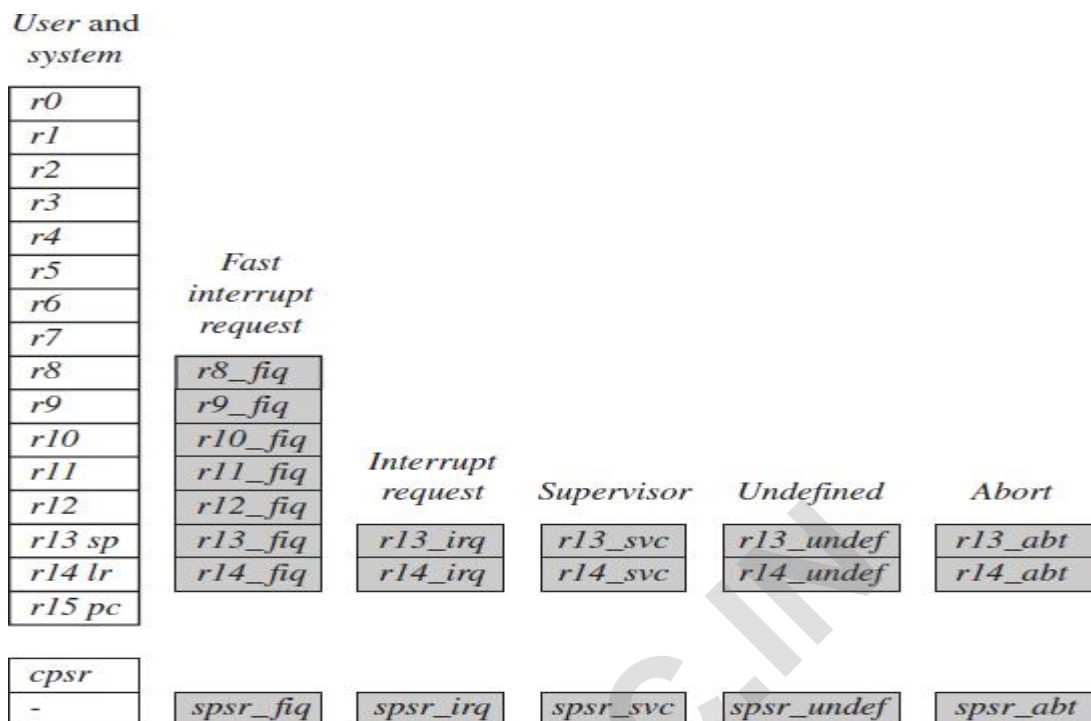 User and
system
r0
r1
r2
r3
r4
r5
r6
r7
r8
r9
r10
r11
r12
r13 sp
r14 lr
r15 pc
cpsr
-
Fast
interrupt
request
r8_fiq
r9_fiq
r10_fiq
r11_fiq
r12_fiq
r13_fiq
r14_fiq
spsr_fiq
Interrupt
request
r13_irq
r14_irq
spsr_irq
Supervisor
r13_svc
r14_svc
spsr_svc
Undefined
r13_undef
r14_undef
spsr_undef
Abort
r13_abt
r14_abt
spsr_abt
C.IN